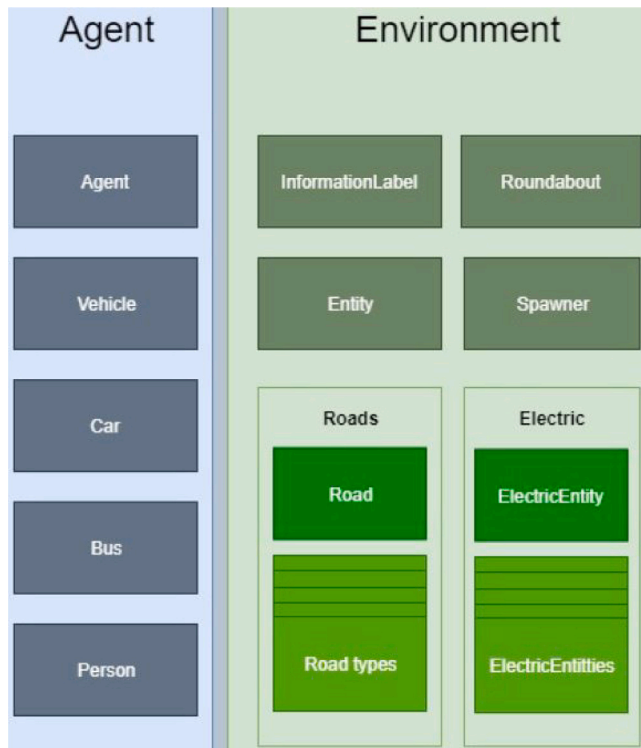 Agent
Environment
Agent
InformationLabel
Roundabout
Vehicle
Entity
Spawner
Car
Roads
Electric
Road
ElectricEntity
Bus
Person
Road types
ElectricEntitties